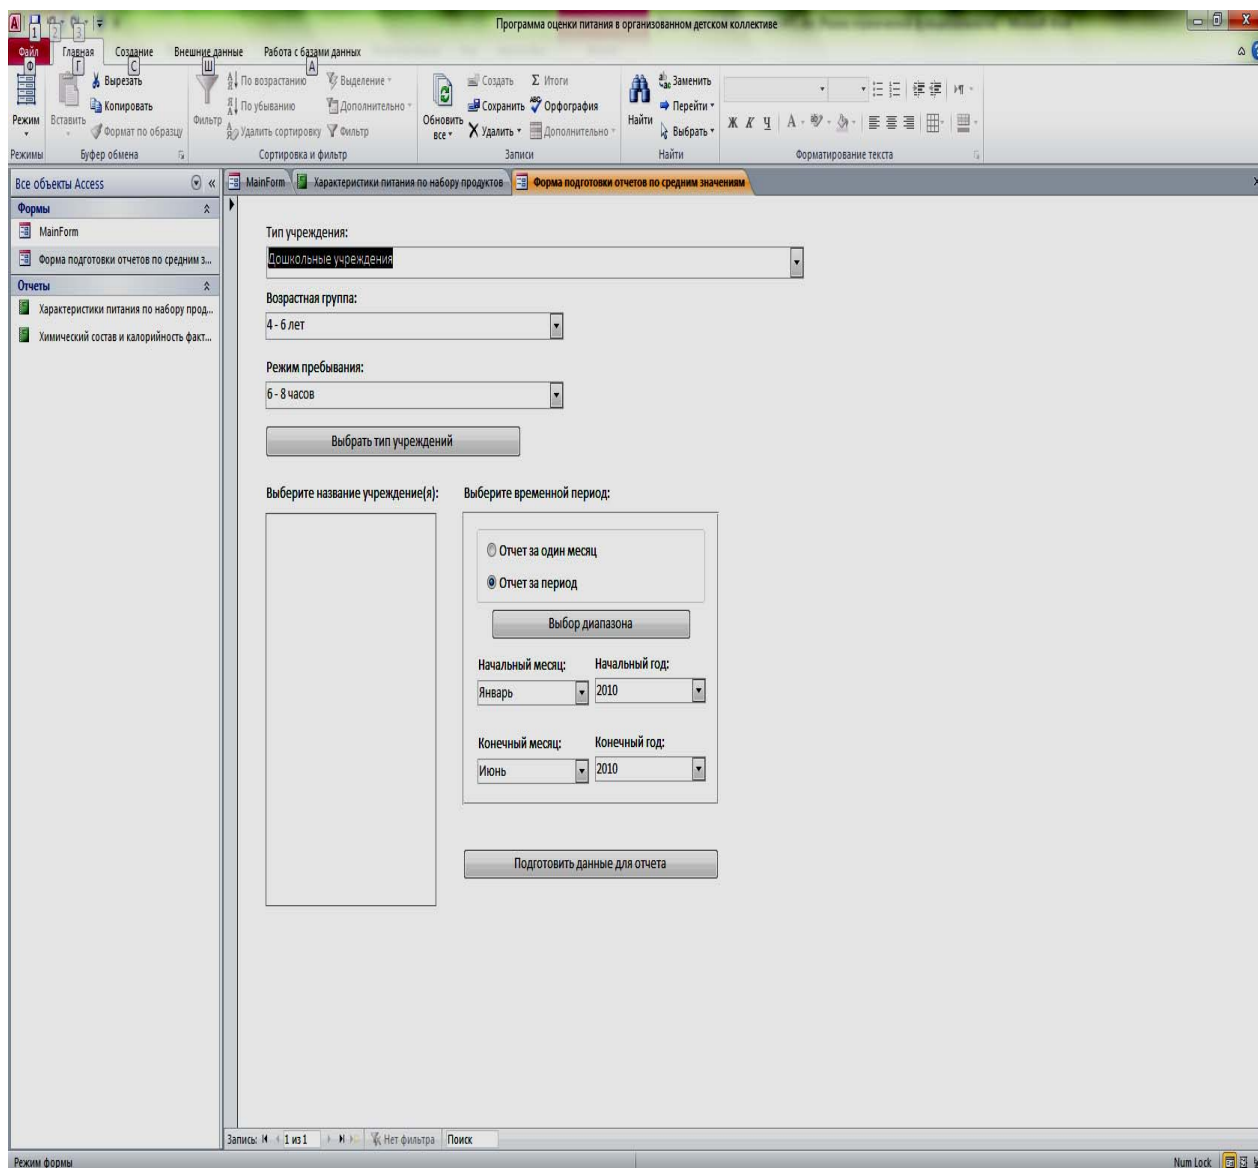 Программа оценки питания в организованном детском коллективе
1 2 3
Файл Главная Создание Внешние данные Работа с базами данных
Ф Г С Ш А
Режим
Вставить
Вырезать
Копировать
Формат по образцу
Фильтр
По возрастанию
По убыванию
Удалить сортировку
Выделение
Дополнительно
Фильтр
Обновить все
Создать
Сохранить
Удалить
Итоги
Орфография
Дополнительно
Найти
Заменить
Перейти
Выбрать
Ж К Ч А
Режимы Буфер обмена Сортировка и фильтр Записи Найти Форматирование текста
Все объекты Access
Формы
MainForm
Форма подготовки отчетов по средним з...
Отчеты
Характеристики питания по набору прод...
Химический состав и калорийность факт...
MainForm Характеристики питания по набору продуктов Форма подготовки отчетов по средним значениям
Тип учреждения:
Дошкольные учреждения
Возрастная группа:
4 - 6 лет
Режим пребывания:
6 - 8 часов
Выбрать тип учреждений
Выберите название учреждение(я): Выберите временной период:
Отчет за один месяц
Отчет за период
Выбор диапазона
Начальный месяц: Начальный год:
Январь 2010
Конечный месяц: Конечный год:
Июнь 2010
Подготовить данные для отчета
Запись: 1 из 1 Нет фильтра Поиск
Режим формы Num Lock